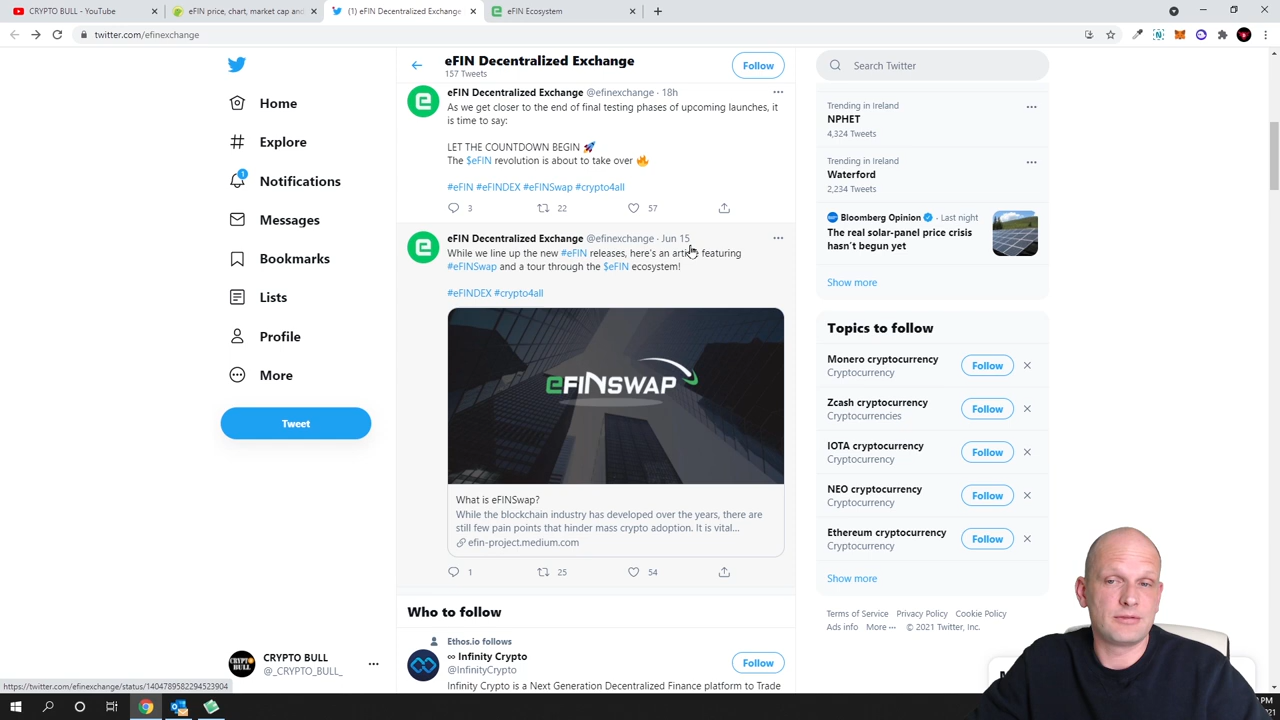 CRYPTO BULL - YouTube
eFIN price, chart, market cap and
(1) eFIN Decentralized Exchange
eFIN Ecosystem
twitter.com/efinexchange
eFIN Decentralized Exchange
157 Tweets
Follow
Search Twitter
Home
Explore
1
Notifications
Messages
Bookmarks
Lists
Profile
More
Tweet
CRYPTO BULL
@_CRYPTO_BULL_
eFIN Decentralized Exchange @efinexchange · 18h
As we get closer to the end of final testing phases of upcoming launches, it
is time to say:
LET THE COUNTDOWN BEGIN 🚀
The $eFIN revolution is about to take over 🔥
#eFIN #eFINDEX #eFINSwap #crypto4all
3 22 57
eFIN Decentralized Exchange @efinexchange · Jun 15
While we line up the new #eFIN releases, here's an article featuring
#eFINSwap and a tour through the $eFIN ecosystem!
#eFINDEX #crypto4all
eFINSWAP
What is eFINSwap?
While the blockchain industry has developed over the years, there are
still few pain points that hinder mass crypto adoption. It is vital...
efin-project.medium.com
1 25 54
Who to follow
Ethos.io follows
∞ Infinity Crypto
@InfinityCrypto
Follow
Infinity Crypto is a Next Generation Decentralized Finance platform to Trade
Trending in Ireland
NPHET
4,324 Tweets
Trending in Ireland
Waterford
2,234 Tweets
Bloomberg Opinion · Last night
The real solar-panel price crisis
hasn't begun yet
Show more
Topics to follow
Monero cryptocurrency
Cryptocurrency
Follow
Zcash cryptocurrency
Cryptocurrencies
Follow
IOTA cryptocurrency
Cryptocurrency
Follow
NEO cryptocurrency
Cryptocurrency
Follow
Ethereum cryptocurrency
Cryptocurrency
Follow
Show more
Terms of Service Privacy Policy Cookie Policy
Ads info More ··· © 2021 Twitter, Inc.
https://twitter.com/efinexchange/status/1404789582294523904